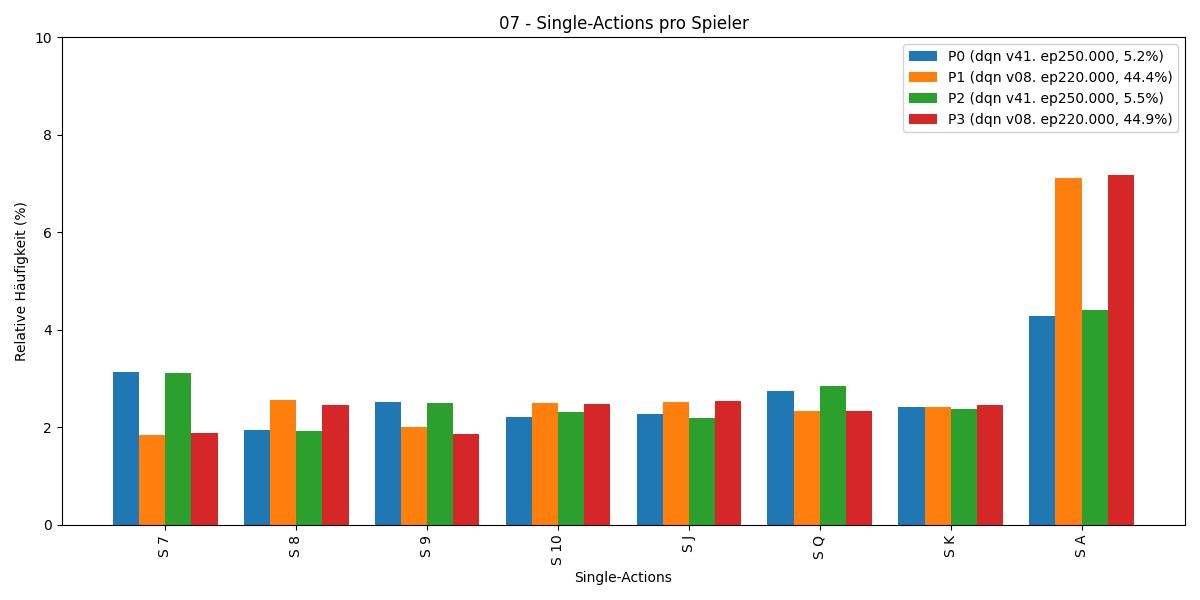 07 - Single-Actions pro Spieler
P0 (dqn v41. ep250.000, 5.2%)
P1 (dqn v08. ep220.000, 44.4%)
P2 (dqn v41. ep250.000, 5.5%)
P3 (dqn v08. ep220.000, 44.9%)
Relative Häufigkeit (%)
10
8
6
4
2
0
S 7
S 8
S 9
S 10
S J
S Q
S K
S A
Single-Actions